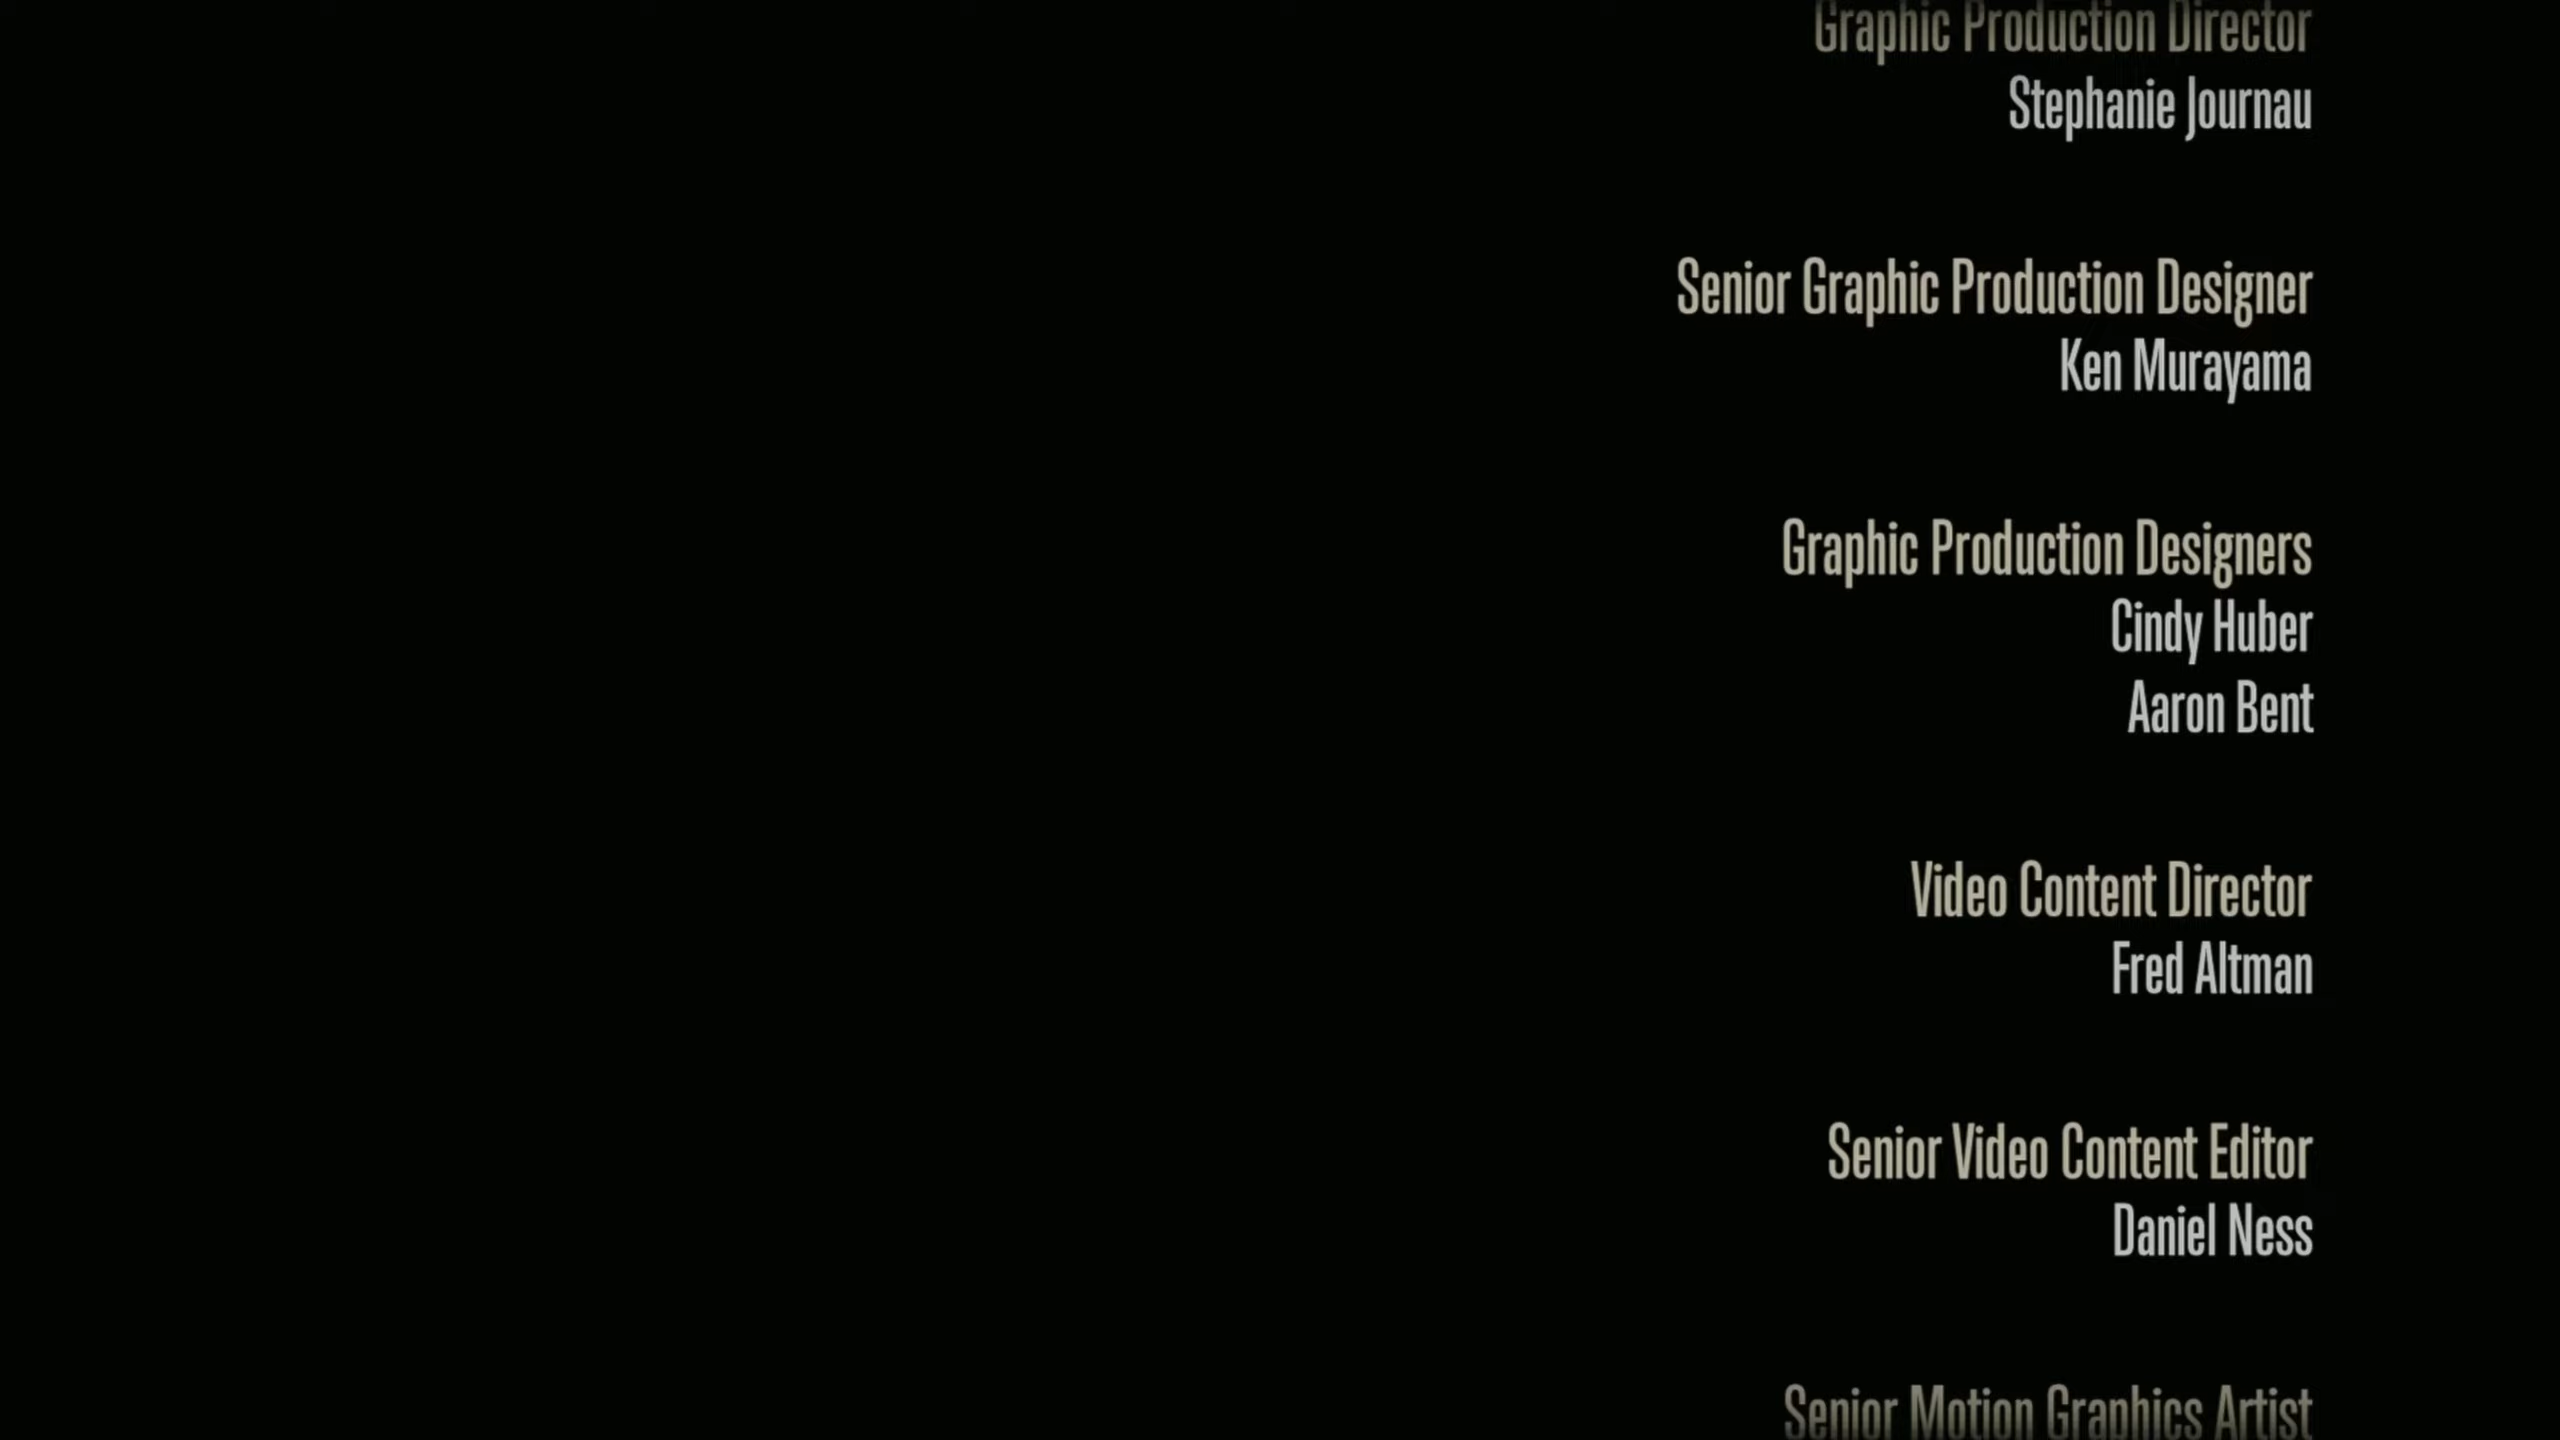 Graphic Production Director
Stephanie Journau
Senior Graphic Production Designer
Ken Murayama
Graphic Production Designers
Cindy Huber
Aaron Bent
Video Content Director
Fred Altman
Senior Video Content Editor
Daniel Ness
Senior Motion Graphics Artist